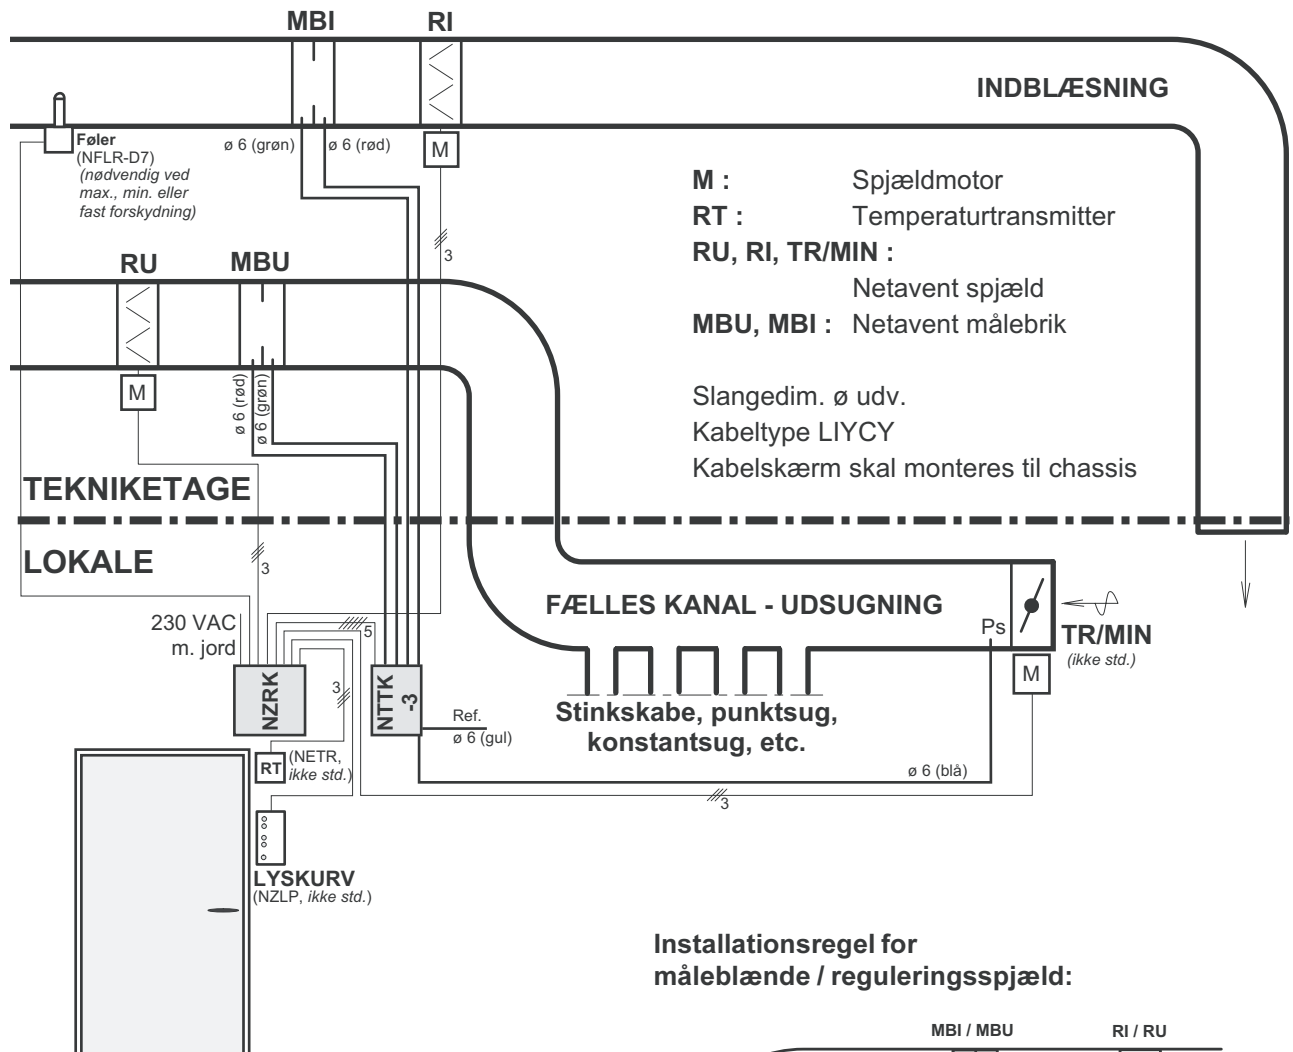 MBI
RI
INDBLÆSNING
Føler
(NFLR-D7)
(nødvendig ved
max., min. eller
fast forskydning)
ø 6 (grøn)
ø 6 (rød)
M
3
M : Spjældmotor
RT : Temperaturtransmitter
RU, RI, TR/MIN :
Netavent spjæld
MBU, MBI : Netavent målebrik
Slangedim. ø udv.
Kabeltype LIYCY
Kabelskærm skal monteres til chassis
RU
MBU
M
ø 6 (rød)
ø 6 (grøn)
TEKNIKETAGE
LOKALE
3
230 VAC
m. jord
5
FÆLLES KANAL - UDSUGNING
Ps
TR/MIN
(ikke std.)
M
NZRK
3
NTTK
-3
Ref.
ø 6 (gul)
Stinkskabe, punktsug,
konstantsug, etc.
RT
(NETR,
ikke std.)
ø 6 (blå)
3
LYSKURV
(NZLP, ikke std.)
Installationsregel for
måleblænde / reguleringsspjæld:
MBI / MBU
RI / RU